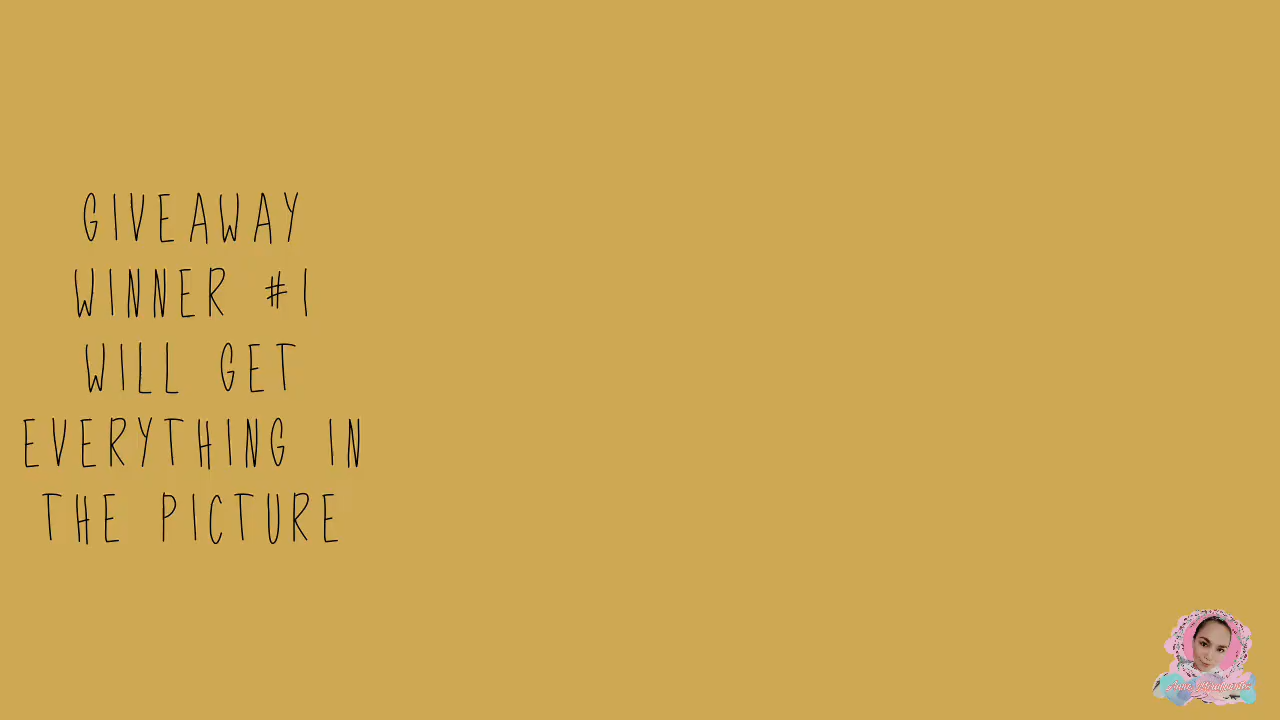 GIVEAWAY
WINNER #1
WILL GET
EVERYTHING IN
THE PICTURE